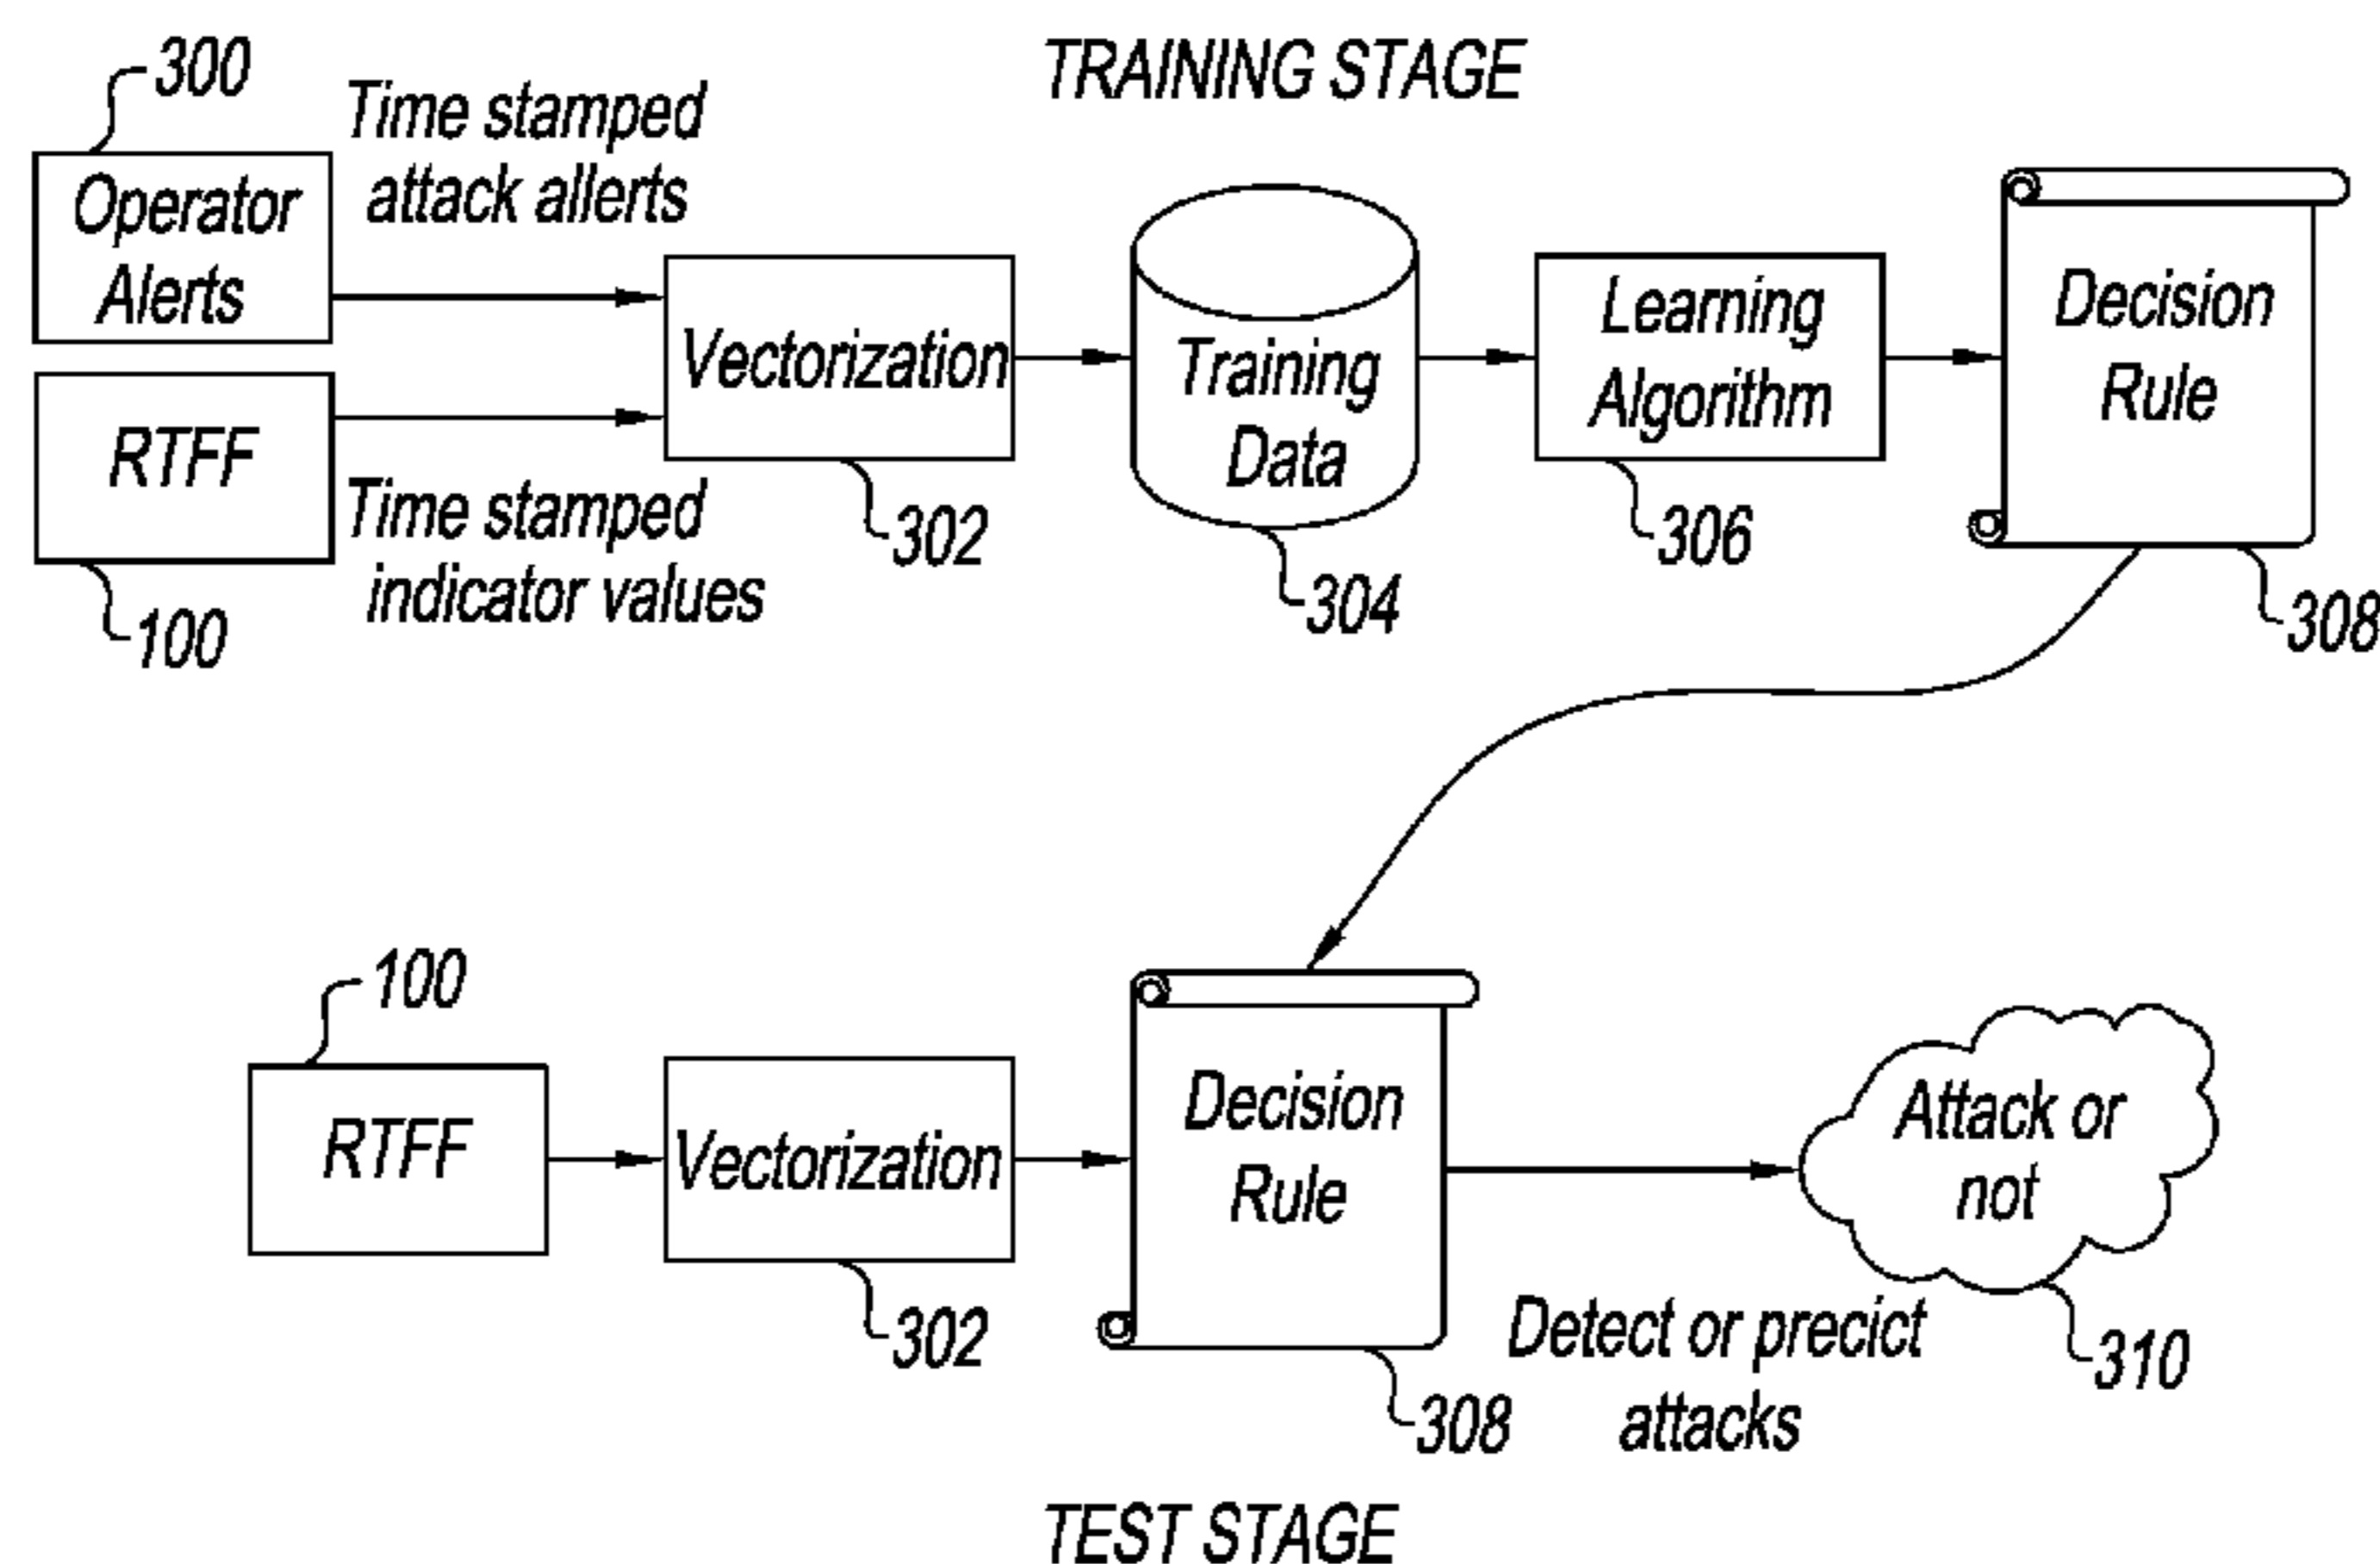 TRAINING STAGE
300
Time stamped
attack allerts
Operator
Alerts
RTFF
100
Time stamped
indicator values
Vectorization
302
Training
Data
304
Learning
Algorithm
306
Decision
Rule
308
100
RTFF
Vectorization
302
Decision
Rule
308
Detect or precict
attacks
Attack or
not
310
TEST STAGE